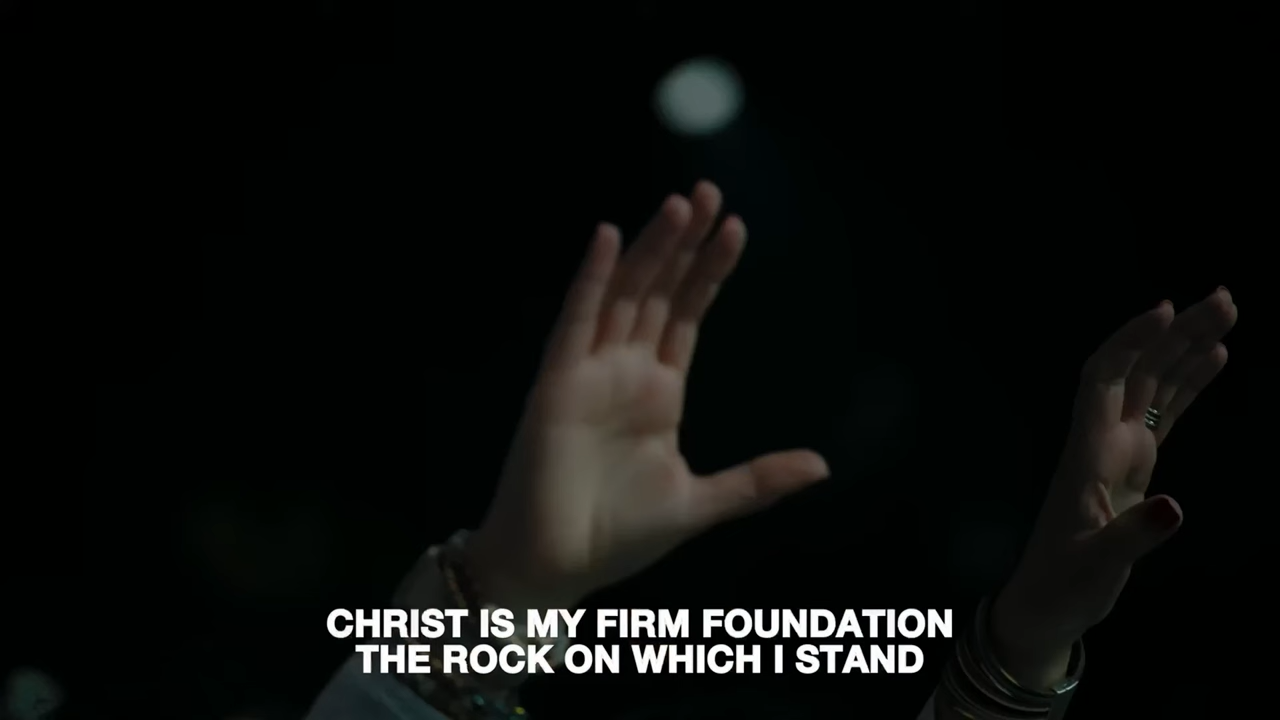 CHRIST IS MY FIRM FOUNDATION
THE ROCK ON WHICH I STAND